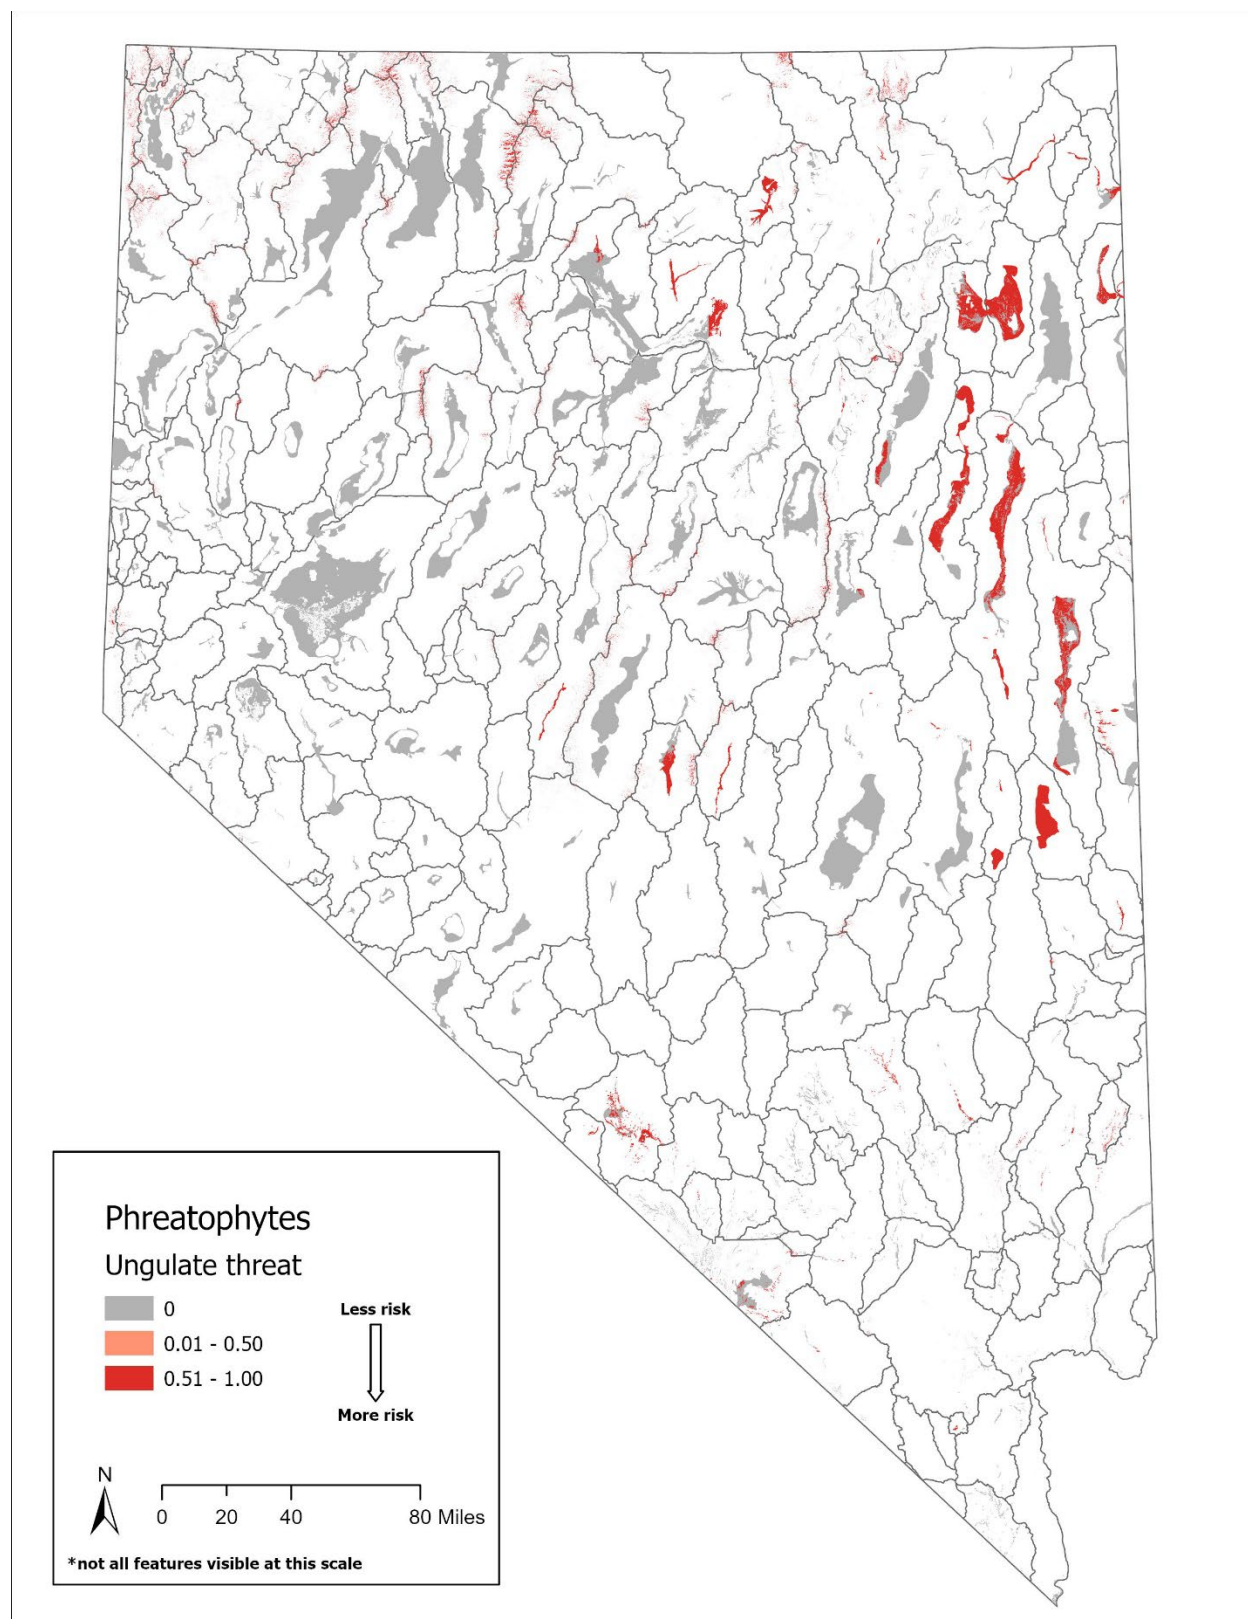 Phreatophytes
Ungulate threat
0
0.01 - 0.50
0.51 - 1.00
Less risk
More risk
N
0 20 40 80 Miles
*not all features visible at this scale